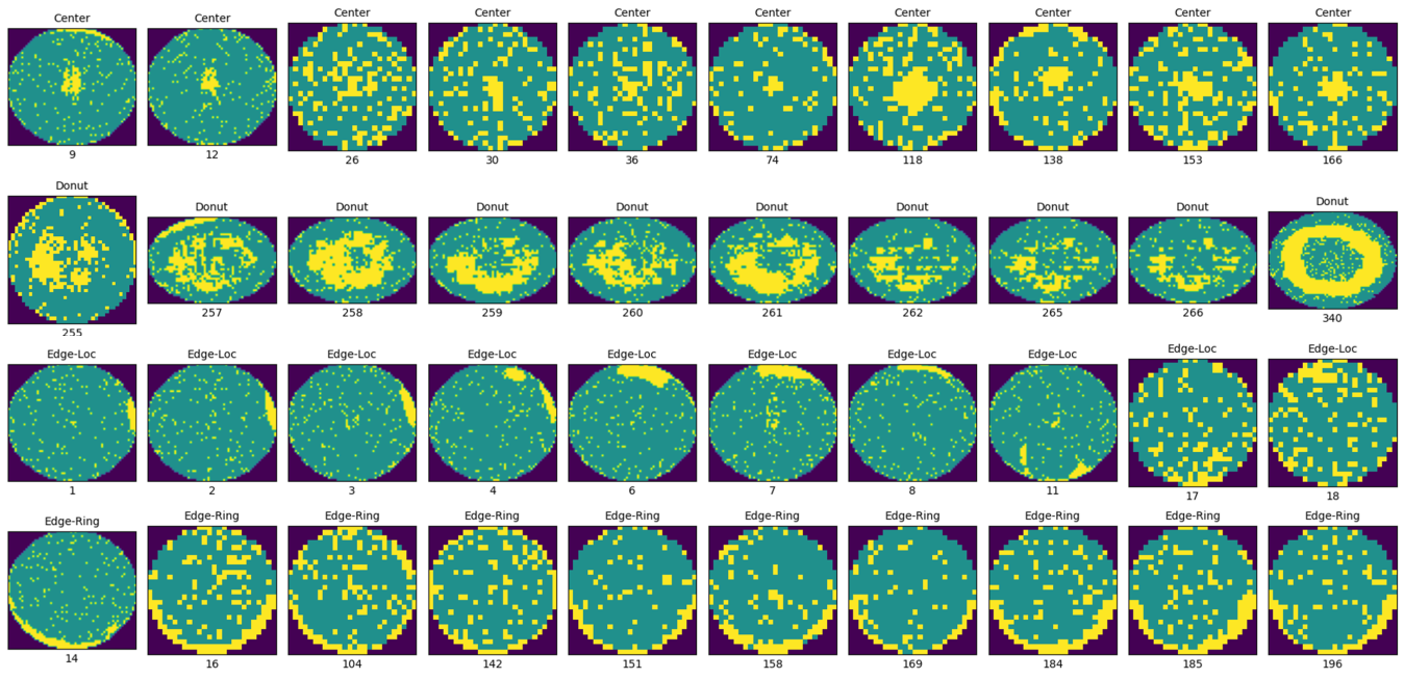 Center Center Center Center Center Center Center Center Center Center
9 12 26 30 36 74 118 138 153 166
Donut Donut Donut Donut Donut Donut Donut Donut Donut Donut
255 257 258 259 260 261 262 265 266 340
Edge-Loc Edge-Loc Edge-Loc Edge-Loc Edge-Loc Edge-Loc Edge-Loc Edge-Loc Edge-Loc Edge-Loc
1 2 3 4 6 7 8 11 17 18
Edge-Ring Edge-Ring Edge-Ring Edge-Ring Edge-Ring Edge-Ring Edge-Ring Edge-Ring Edge-Ring Edge-Ring
14 16 104 142 151 158 169 184 185 196